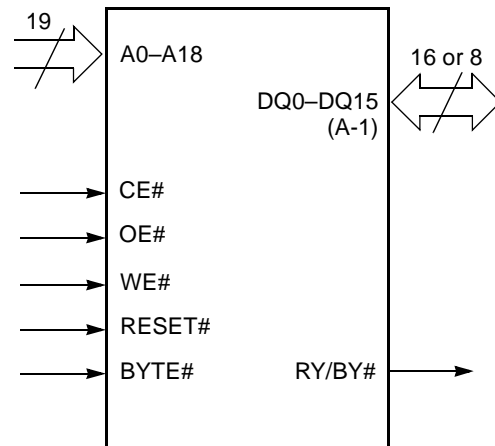 19
A0–A18
16 or 8
DQ0–DQ15
(A-1)
CE#
OE#
WE#
RESET#
BYTE#
RY/BY#